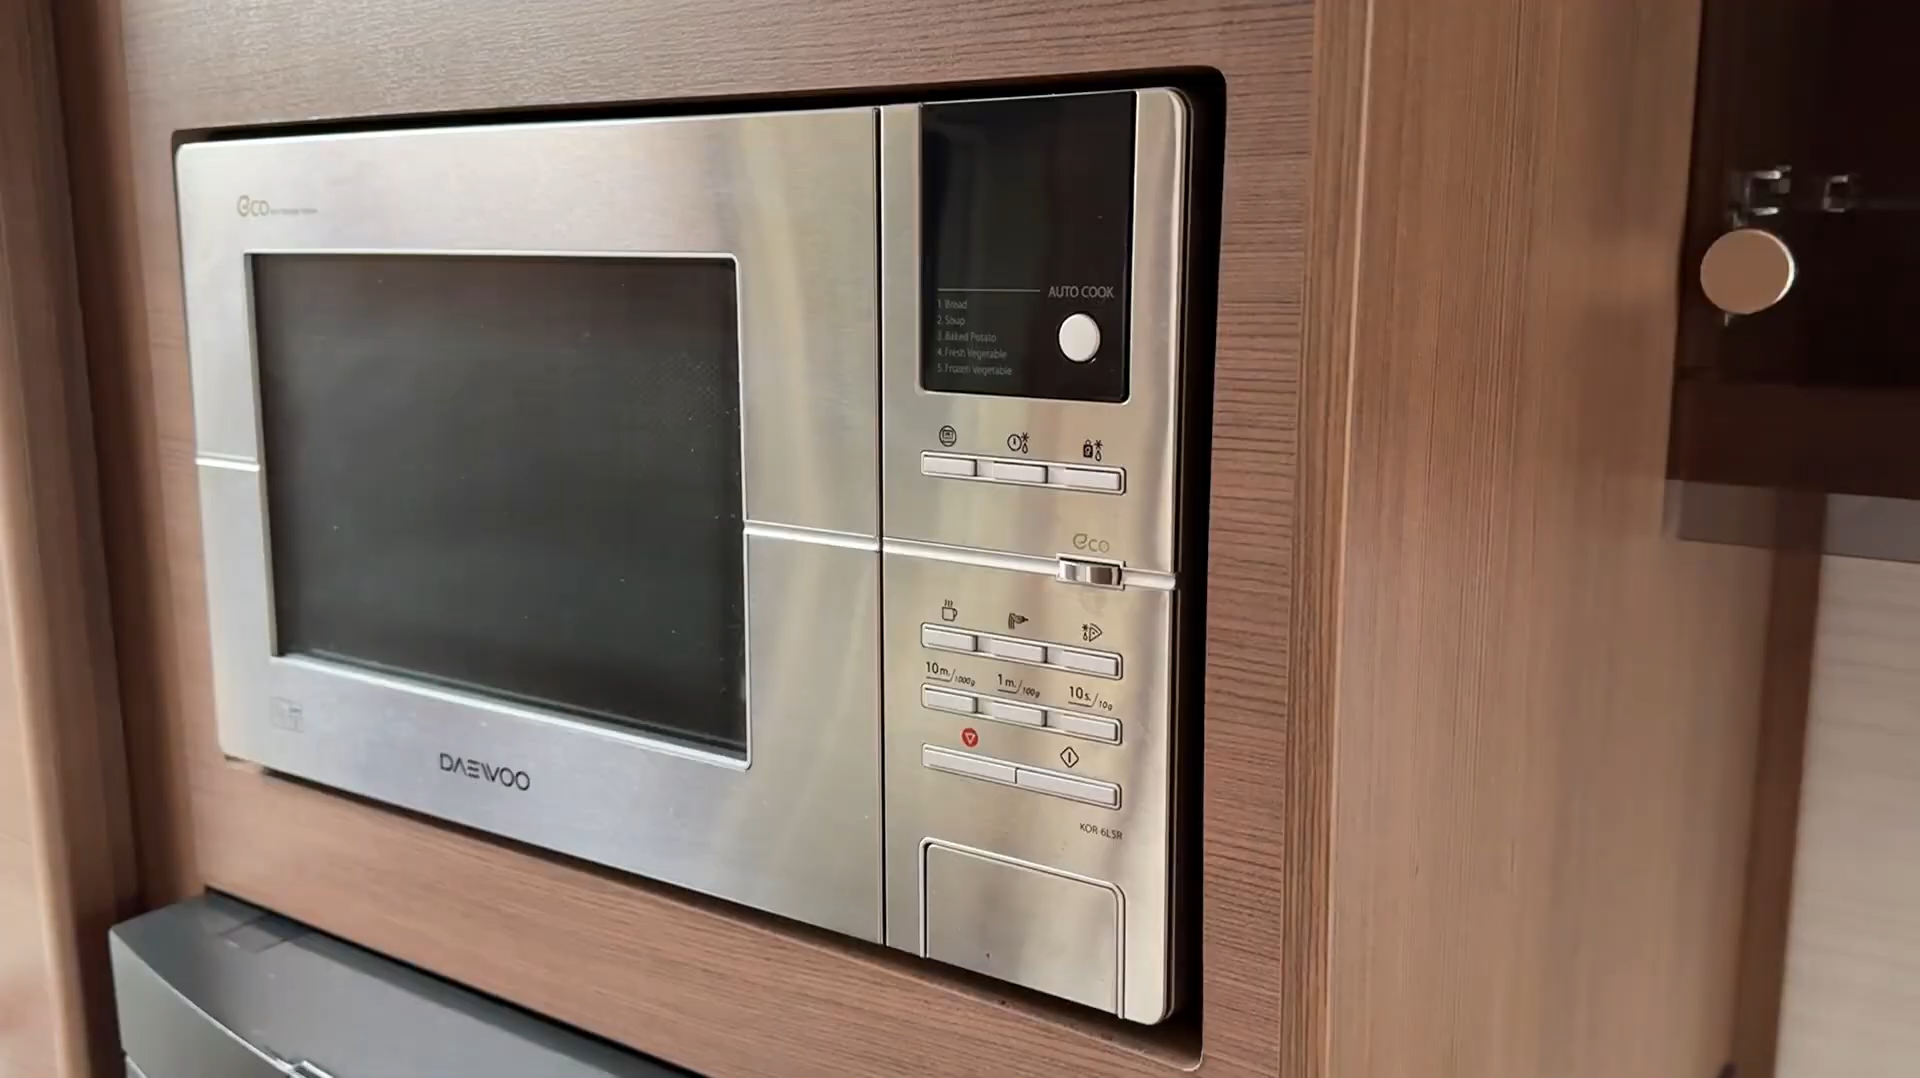 eco
AUTO COOK
1. Bread
2. Soup
3. Baked Potato
4. Fresh Vegetable
5. Frozen Vegetable
eco
10m./1000g 1m./100g 10s./10g
DAEWOO
KOR-6L5R